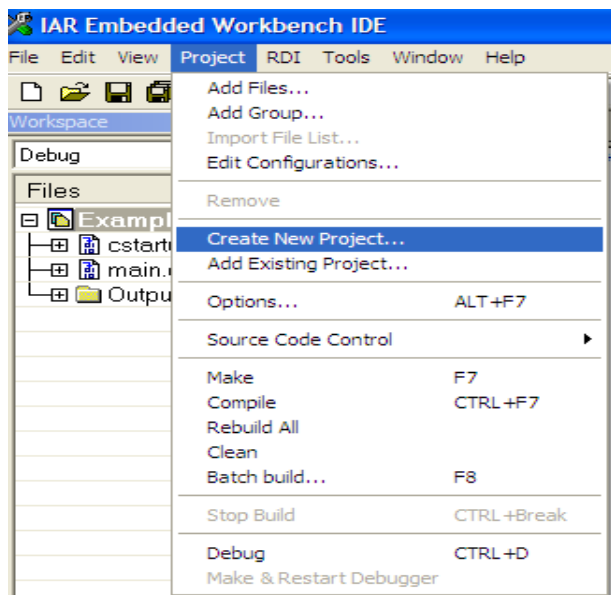 IAR Embedded Workbench IDE
File Edit View Project RDI Tools Window Help
Workspace
Debug
Files
Add Files...
Add Group...
Import File List...
Edit Configurations...
Remove
Create New Project...
Add Existing Project...
Options... ALT+F7
Source Code Control
Make F7
Compile CTRL+F7
Rebuild All
Clean
Batch build... F8
Stop Build CTRL+Break
Debug CTRL+D
Make & Restart Debugger
Exampl
cstart
main.
Outpu